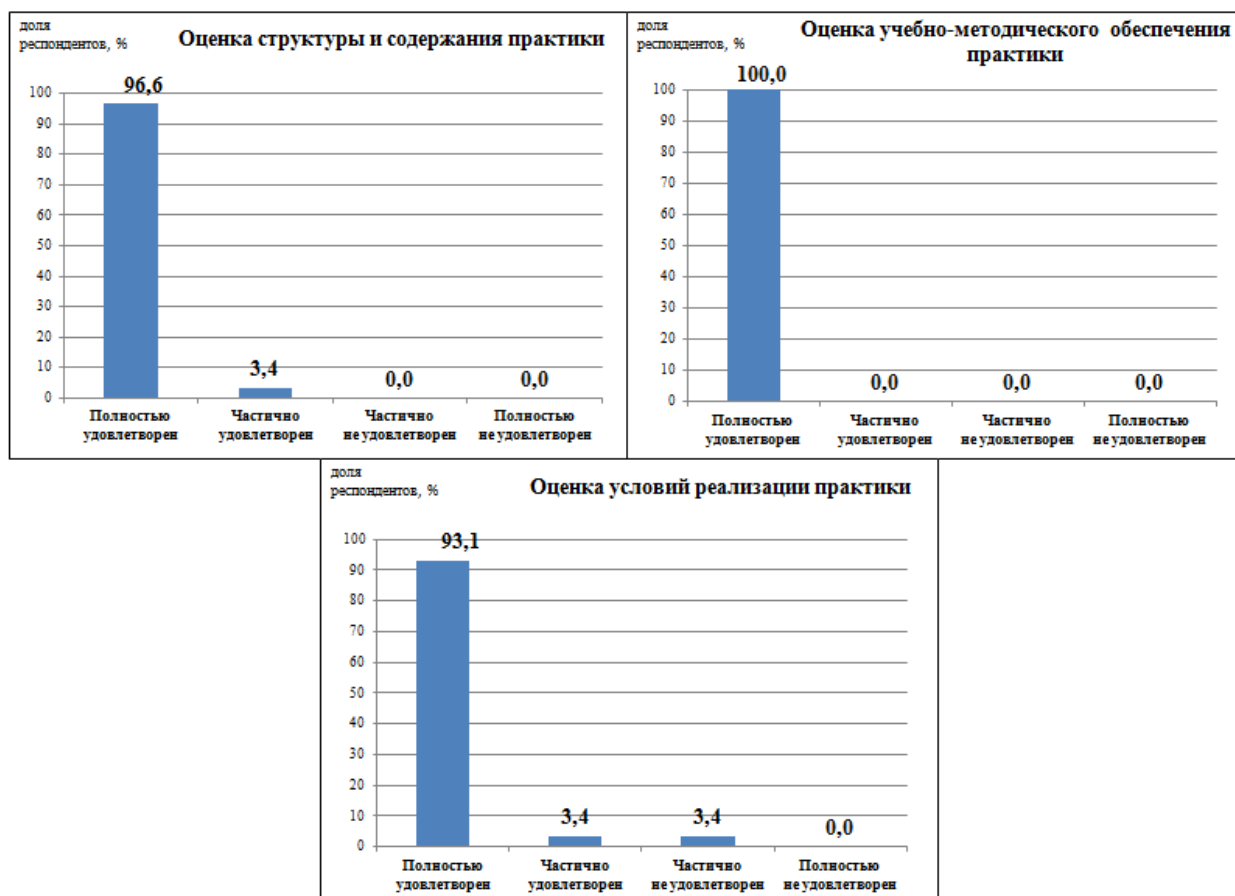 доля
респондентов, %
Оценка структуры и содержания практики
96,6
100
90
80
70
60
50
40
30
20
10
0
3,4
0,0
0,0
Полностью
удовлетворен
Частично
удовлетворен
Частично
не удовлетворен
Полностью
не удовлетворен
доля
респондентов, %
Оценка учебно-методического обеспечения
практики
100,0
100
90
80
70
60
50
40
30
20
10
0
0,0
0,0
0,0
Полностью
удовлетворен
Частично
удовлетворен
Частично
не удовлетворен
Полностью
не удовлетворен
доля
респондентов, %
Оценка условий реализации практики
93,1
100
90
80
70
60
50
40
30
20
10
0
3,4
3,4
0,0
Полностью
удовлетворен
Частично
удовлетворен
Частично
не удовлетворен
Полностью
не удовлетворен